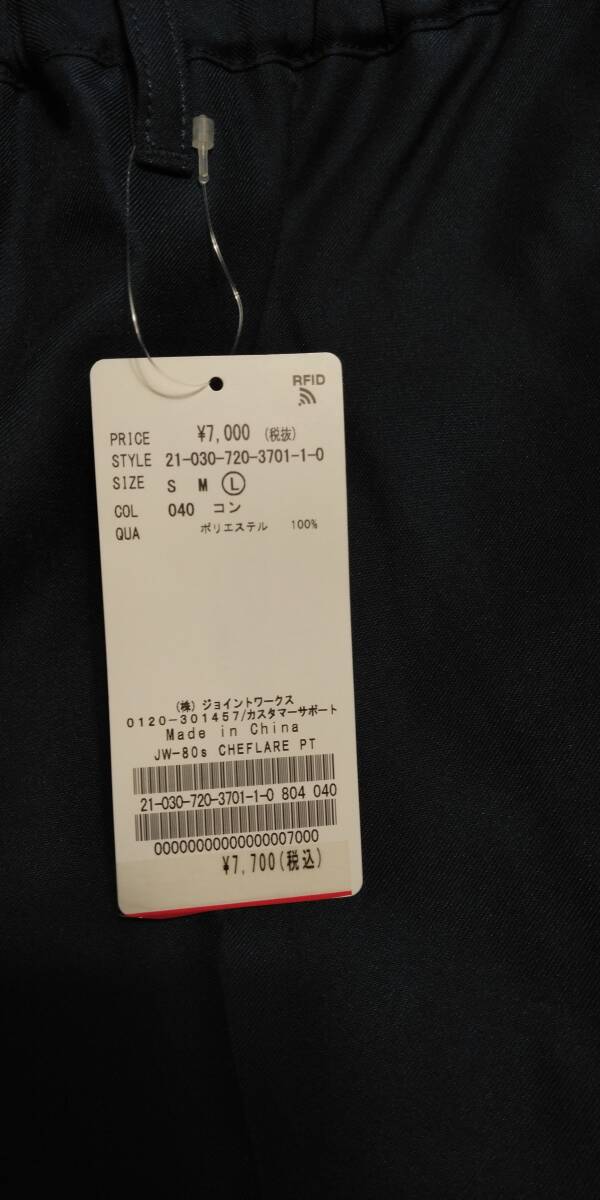 RFID
PRICE ¥7,000 (税抜)
STYLE 21-030-720-3701-1-0
SIZE S M L
COL 040 コン
QUA ポリエステル 100%
(株) ジョイントワークス
0120-301457/カスタマーサポート
Made in China
JW-80s CHEFLARE PT
21-030-720-3701-1-0 804 040
00000000000000007000
¥7,700(税込)